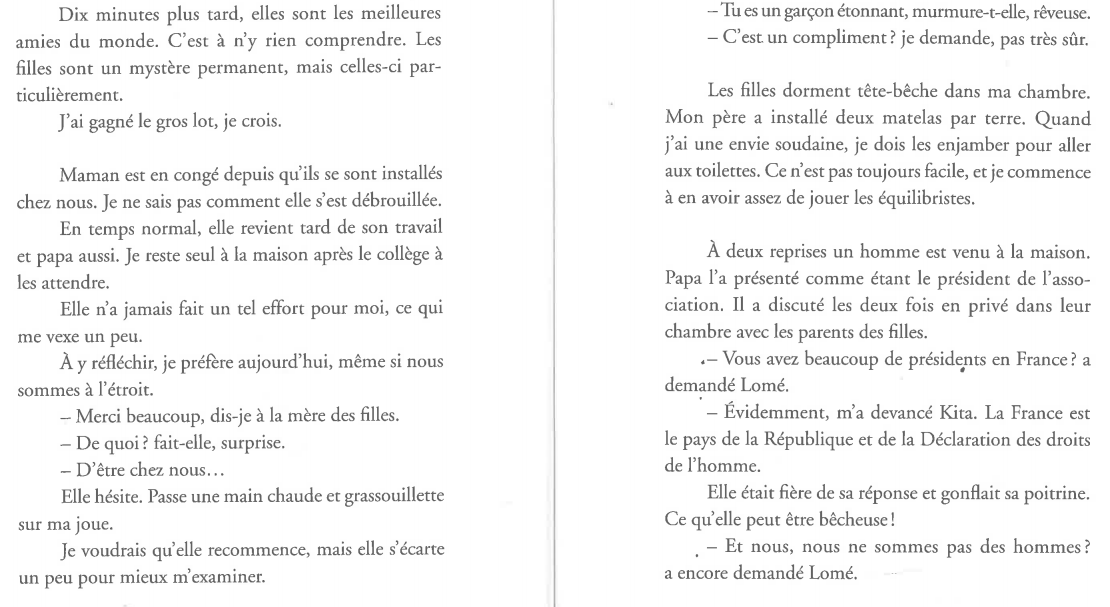 Dix minutes plus tard, elles sont les meilleures
amies du monde. C'est à n'y rien comprendre. Les
filles sont un mystère permanent, mais celles-ci par-
ticulièrement.
J'ai gagné le gros lot, je crois.
Maman est en congé depuis qu'ils se sont installés
chez nous. Je ne sais pas comment elle s'est débrouillée.
En temps normal, elle revient tard de son travail
et papa aussi. Je reste seul à la maison après le collège à
les attendre.
Elle n'a jamais fait un tel effort pour moi, ce qui
me vexe un peu.
À y réfléchir, je préfère aujourd'hui, même si nous
sommes à l'étroit.
– Merci beaucoup, dis-je à la mère des filles.
– De quoi ? fait-elle, surprise.
– D'être chez nous…
Elle hésite. Passe une main chaude et grassouillette
sur ma joue.
Je voudrais qu'elle recommence, mais elle s'écarte
un peu pour mieux m'examiner.
– Tu es un garçon étonnant, murmure-t-elle, rêveuse.
– C'est un compliment ? je demande, pas très sûr.
Les filles dorment tête-bêche dans ma chambre.
Mon père a installé deux matelas par terre. Quand
j'ai une envie soudaine, je dois les enjamber pour aller
aux toilettes. Ce n'est pas toujours facile, et je commence
à en avoir assez de jouer les équilibristes.
À deux reprises un homme est venu à la maison.
Papa l'a présenté comme étant le président de l'asso-
ciation. Il a discuté les deux fois en privé dans leur
chambre avec les parents des filles.
– Vous avez beaucoup de présidents en France ? a
demandé Lomé.
– Évidemment, m'a devancé Kita. La France est
le pays de la République et de la Déclaration des droits
de l'homme.
Elle était fière de sa réponse et gonflait sa poitrine.
Ce qu'elle peut être bêcheuse !
– Et nous, nous ne sommes pas des hommes ?
a encore demandé Lomé.